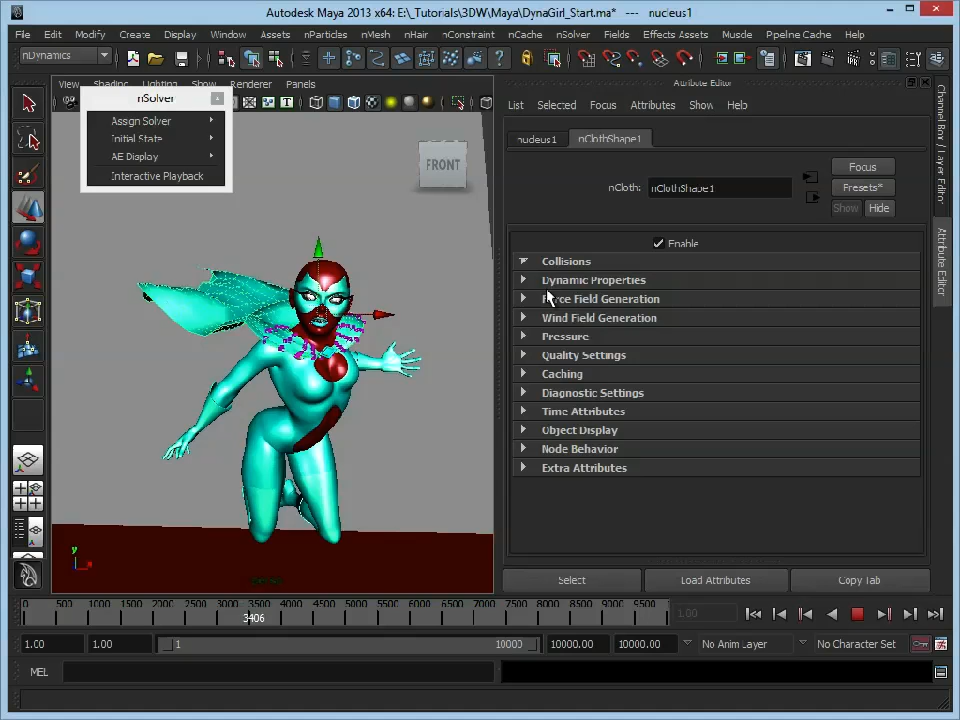 Autodesk Maya 2013 x64: E:\_Tutorials\3DW\Maya\DynaGirl_Start.ma* --- nucleus1
File Edit Modify Create Display Window Assets nParticles nMesh nHair nConstraint nCache nSolver Fields Effects Assets Muscle Pipeline Cache Help
nDynamics
View Shading Lighting Show Renderer Panels
Attribute Editor
nSolver
Assign Solver
Initial State
AE Display
Interactive Playback
List Selected Focus Attributes Show Help
nucleus1 nClothShape1
nCloth: nClothShape1
Focus
Presets*
Show Hide
Enable
Collisions
Dynamic Properties
Force Field Generation
Wind Field Generation
Pressure
Quality Settings
Caching
Diagnostic Settings
Time Attributes
Object Display
Node Behavior
Extra Attributes
FRONT
y
Select Load Attributes Copy Tab
Channel Box / Layer Editor
Attribute Editor
0 500 1000 1500 2000 2500 3000 3500 4000 4500 5000 5500 6000 6500 7000 7500 8000 8500 9000 9500
3406
1.00
1.00 1.00 1 10000 10000.00 10000.00 No Anim Layer No Character Set
MEL